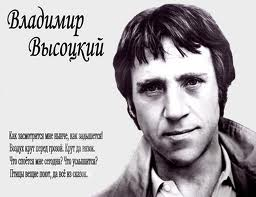 Владимир
Высоцкий
Как засмотрится мне нынче, как задышится!
Воздух крут перед грозой. Крут да вязок.
Что споётся мне сегодня? Что услышится?
Птицы вещие поют, да всё из сказок.